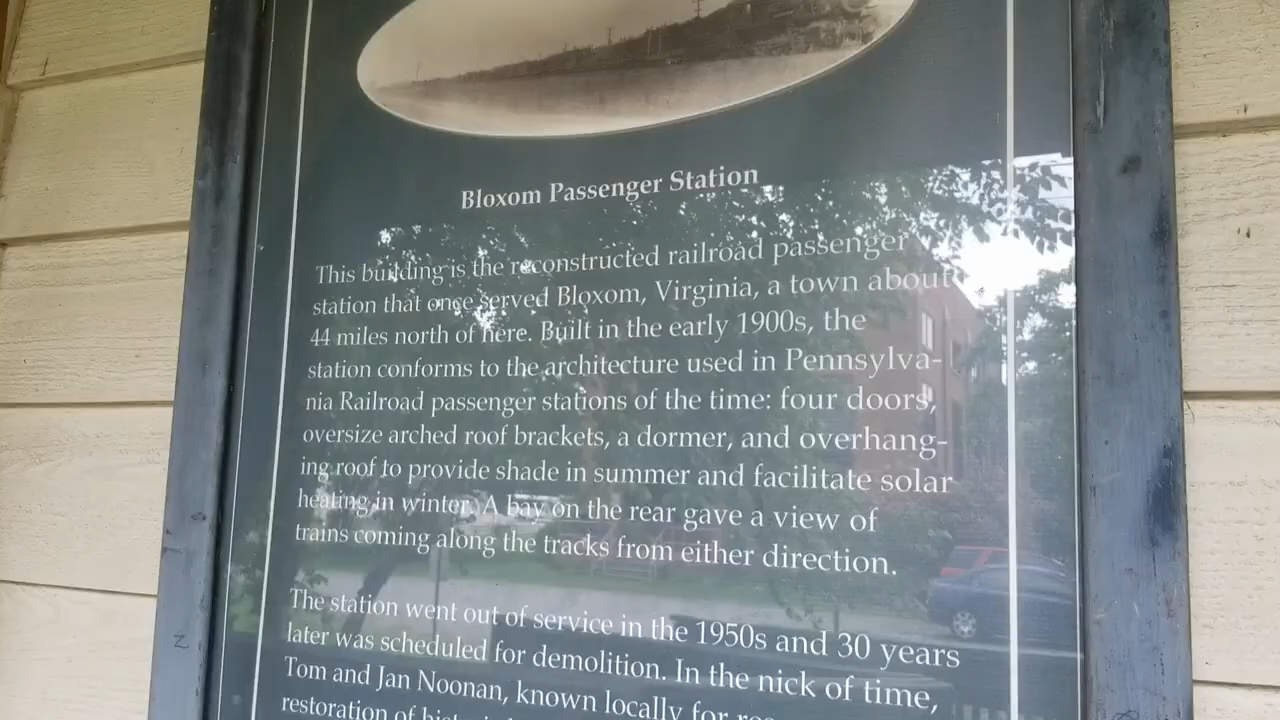 Bloxom Passenger Station
This building is the reconstructed railroad passenger
station that once served Bloxom, Virginia, a town about
44 miles north of here. Built in the early 1900s, the
station conforms to the architecture used in Pennsylva-
nia Railroad passenger stations of the time: four doors,
oversize arched roof brackets, a dormer, and overhang-
ing roof to provide shade in summer and facilitate solar
heating in winter. A bay on the rear gave a view of
trains coming along the tracks from either direction.
The station went out of service in the 1950s and 30 years
later was scheduled for demolition. In the nick of time,
Tom and Jan Noonan, known locally for
restoration of